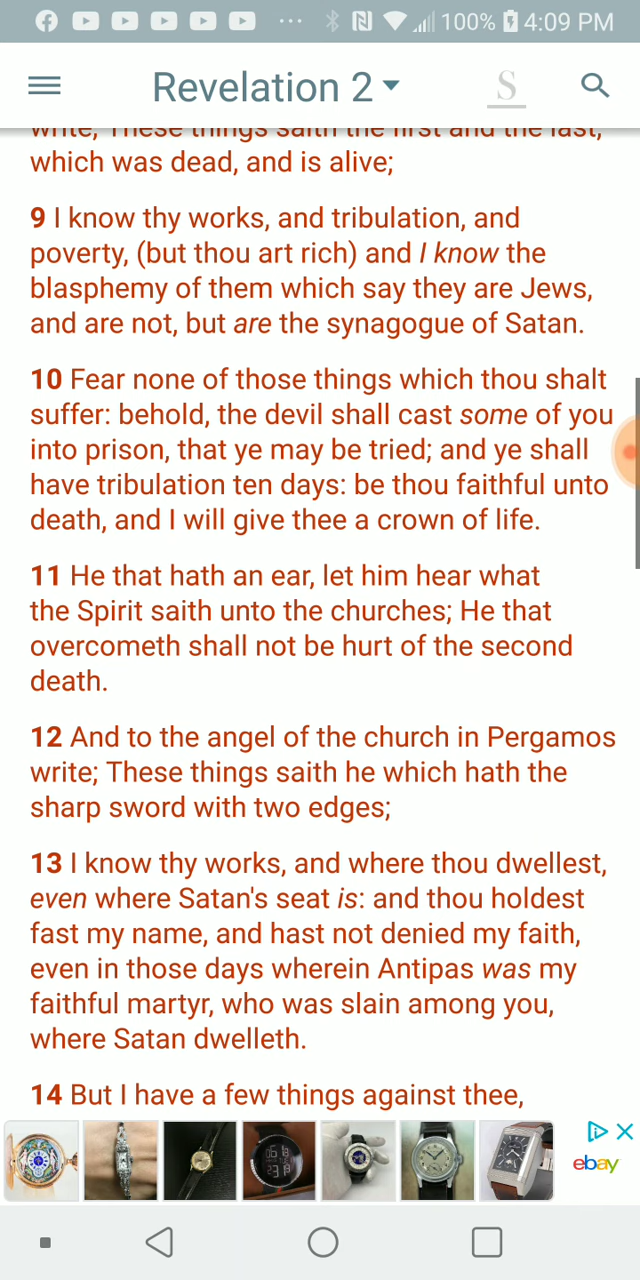 100% 4:09 PM
Revelation 2
S
write; These things saith the first and the last,
which was dead, and is alive;
9 I know thy works, and tribulation, and
poverty, (but thou art rich) and I know the
blasphemy of them which say they are Jews,
and are not, but are the synagogue of Satan.
10 Fear none of those things which thou shalt
suffer: behold, the devil shall cast some of you
into prison, that ye may be tried; and ye shall
have tribulation ten days: be thou faithful unto
death, and I will give thee a crown of life.
11 He that hath an ear, let him hear what
the Spirit saith unto the churches; He that
overcometh shall not be hurt of the second
death.
12 And to the angel of the church in Pergamos
write; These things saith he which hath the
sharp sword with two edges;
13 I know thy works, and where thou dwellest,
even where Satan's seat is: and thou holdest
fast my name, and hast not denied my faith,
even in those days wherein Antipas was my
faithful martyr, who was slain among you,
where Satan dwelleth.
14 But I have a few things against thee,
ebay